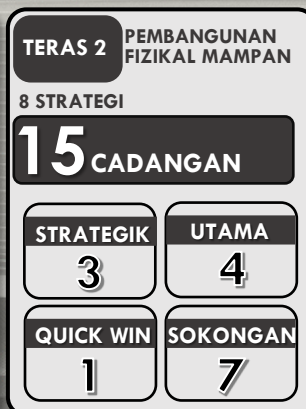 TERAS 2
PEMBANGUNAN
FIZIKAL MAMPAN
8 STRATEGI
15 CADANGAN
STRATEGIK
3
UTAMA
4
QUICK WIN
1
SOKONGAN
7